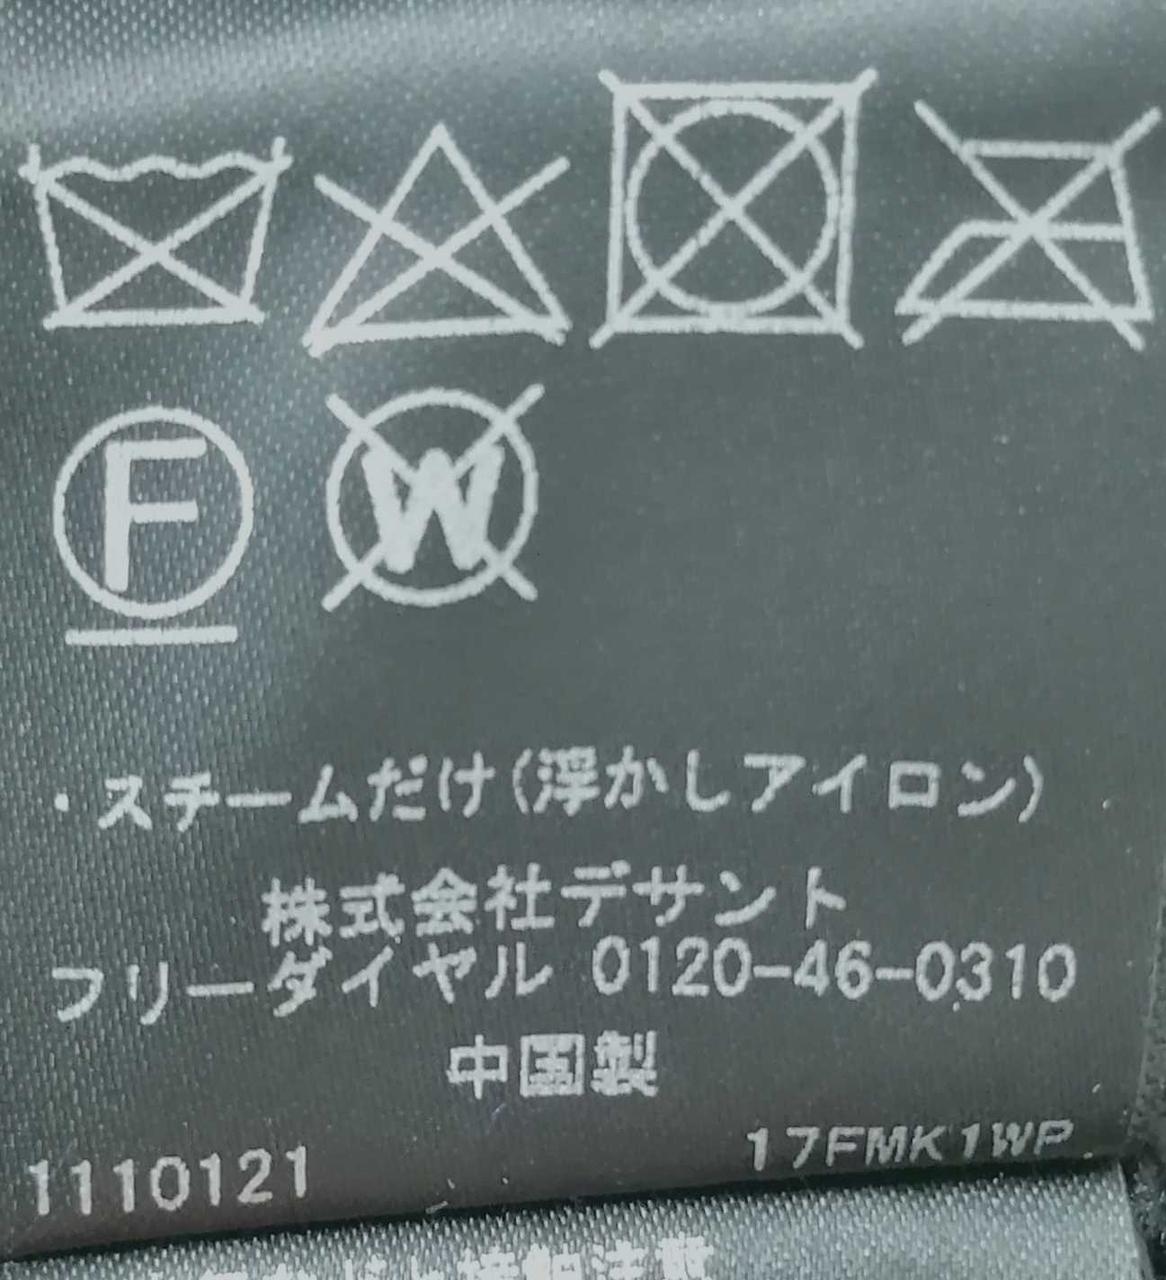 F W
・スチームだけ(浮かしアイロン)
株式会社デサント
フリーダイヤル 0120-46-0310
中国製
1110121 17FMK1WP